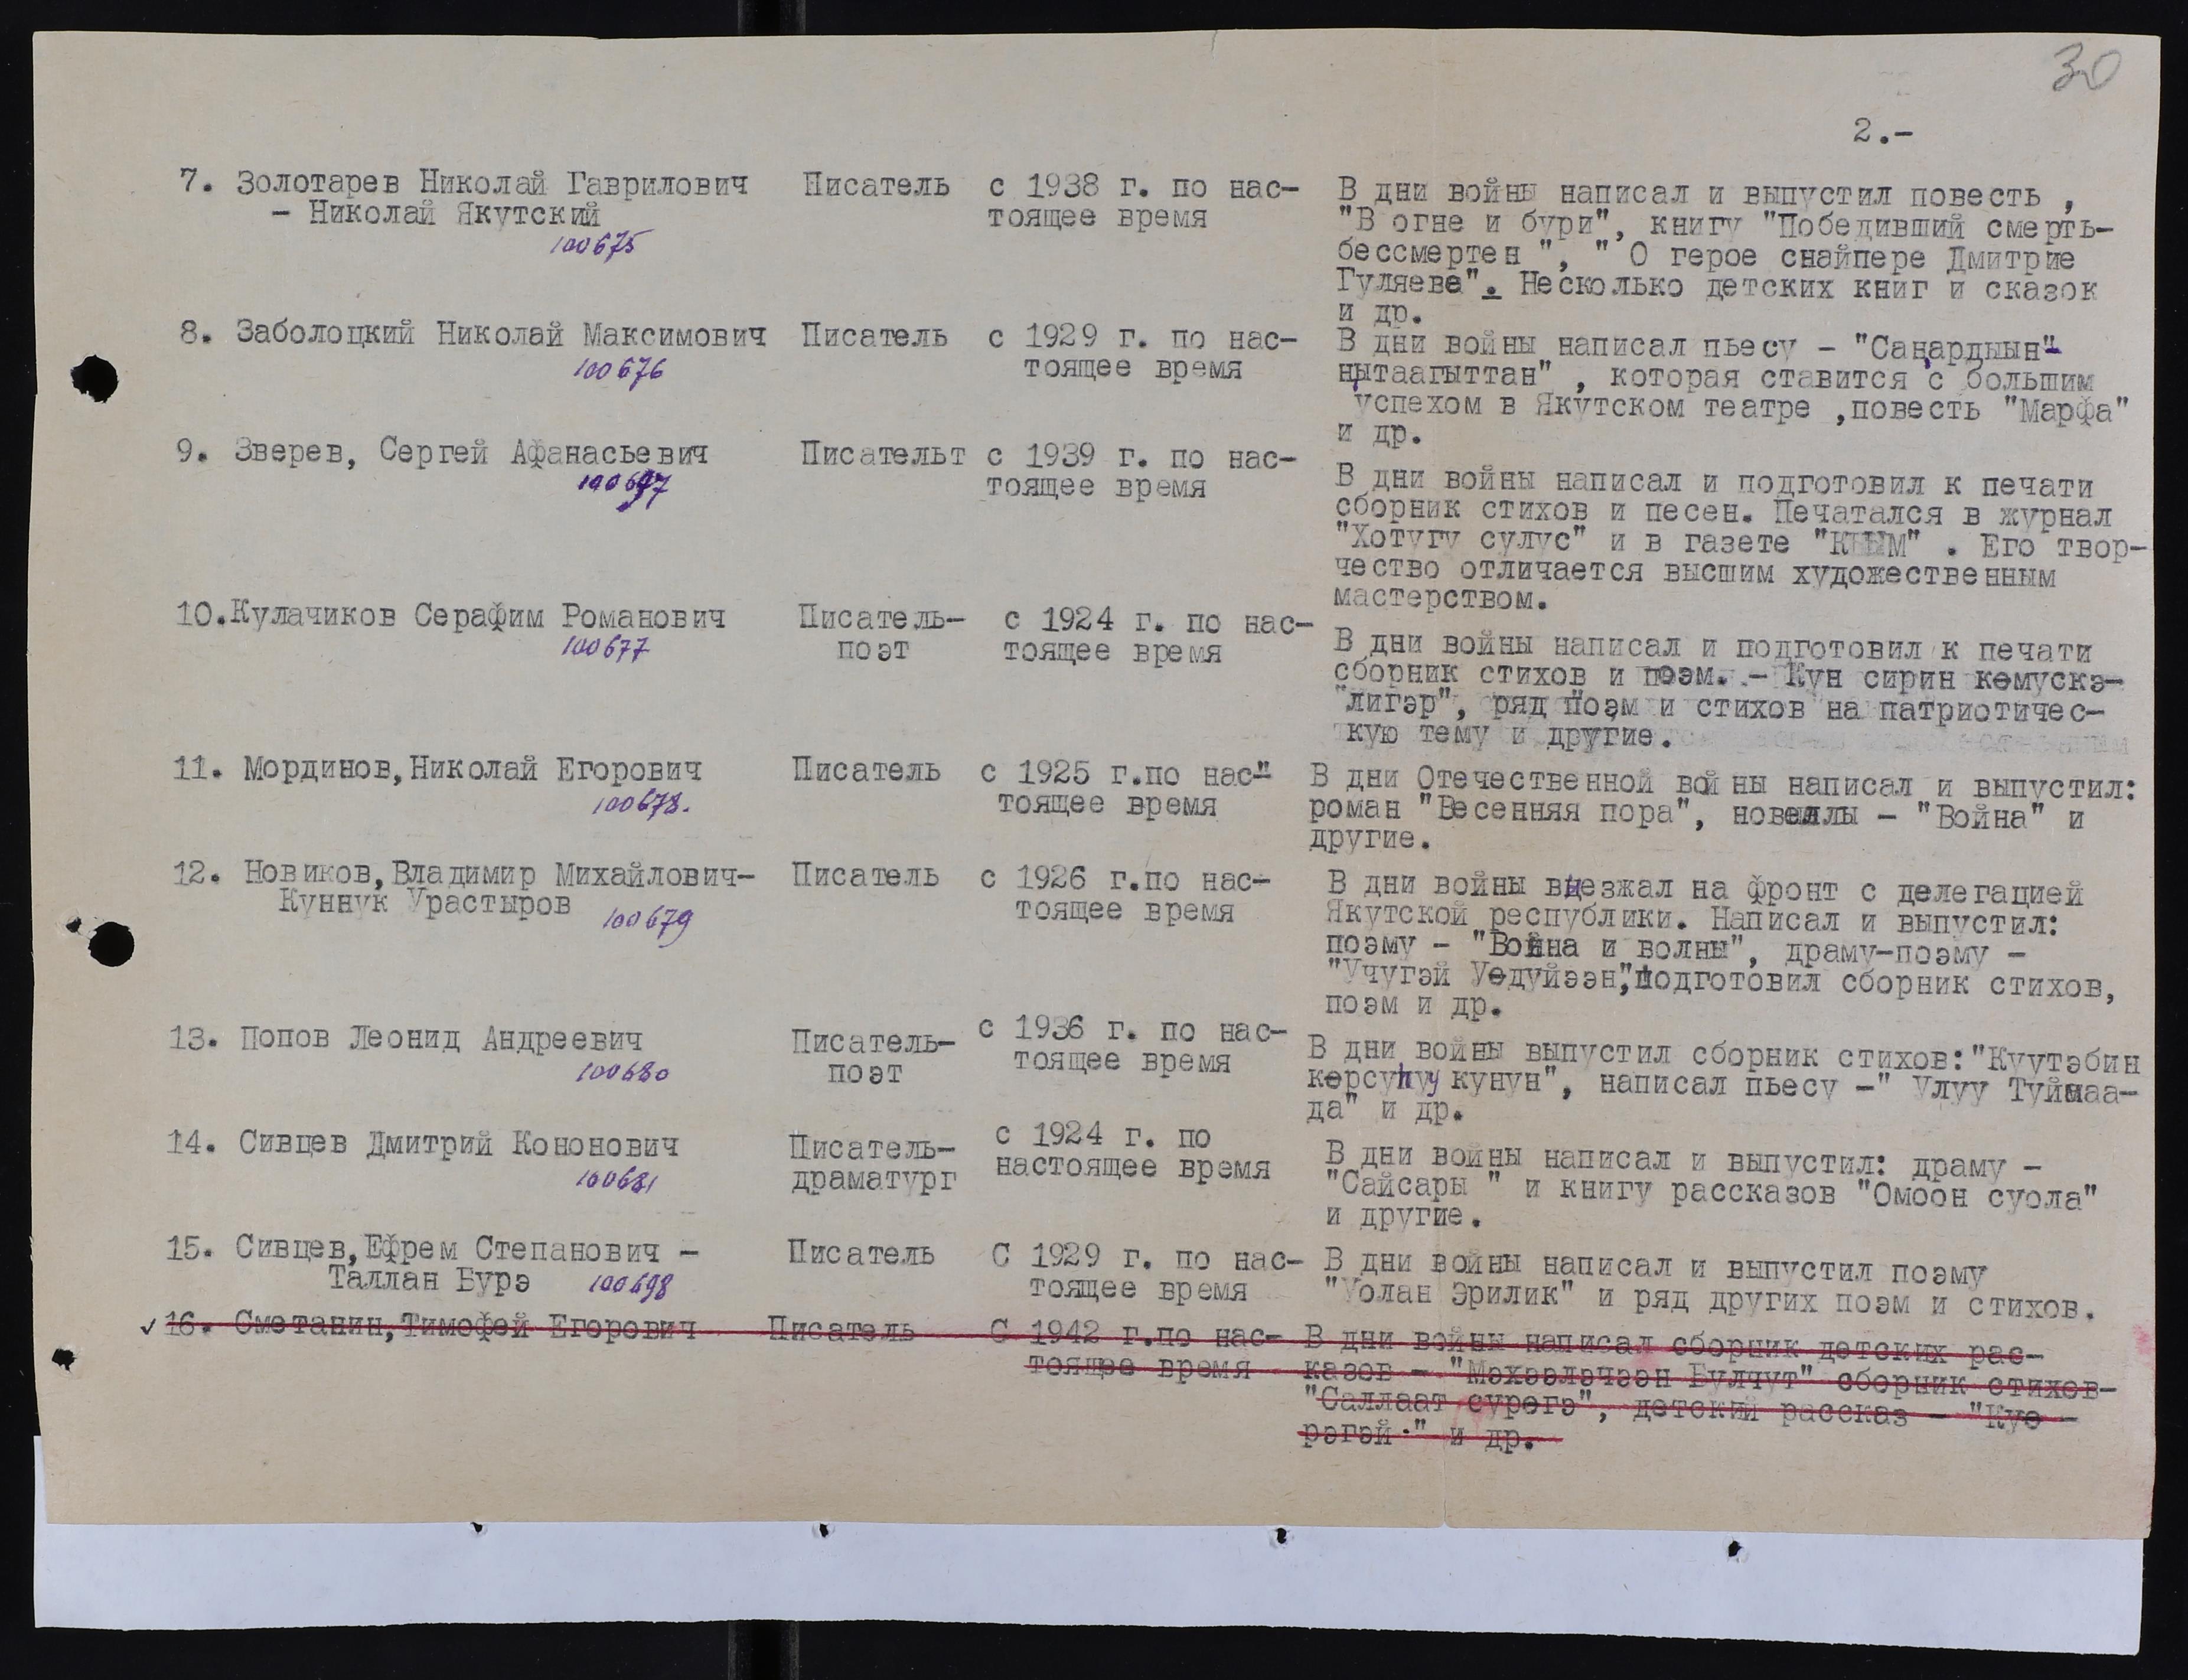 30
2.-
7. Золотарев Николай Гаврилович Писатель с 1938 г. по нас-
- Николай Якутский тоящее время
100675
В дни войны написал и выпустил повесть ,
"В огне и бури", книгу "Победивший смерть-
бессмертен ", " О герое снайпере Дмитрие
Гуляеве". Несколько детских книг и сказок
и др.
8. Заболоцкий Николай Максимович Писатель с 1929 г. по нас-
100676 тоящее время
В дни войны написал пьесу - "Саңардыын"-
ңытаагыттан" , которая ставится с большим
успехом в Якутском театре ,повесть "Марфа"
и др.
9. Зверев, Сергей Афанасьевич Писательт с 1939 г. по нас-
100697 тоящее время
В дни войны написал и подготовил к печати
сборник стихов и песен. Печатался в журнал
"Хотугу сулус" и в газете "КЫЫМ" . Его твор-
чество отличается высшим художественным
мастерством.
10.Кулачиков Серафим Романович Писатель- с 1924 г. по нас-
100677 поэт тоящее время
В дни войны написал и подготовил к печати
сборник стихов и поэм. - Кун сирин көмускэ-
"лигэр", ряд поэм и стихов на патриотичес-
кую тему и другие.
11. Мординов,Николай Егорович Писатель с 1925 г.по нас"
100678. тоящее время
В дни Отечественной войны написал и выпустил:
роман "Весенняя пора", новеллы - "Война" и
другие.
12. Новиков,Владимир Михайлович- Писатель с 1926 г.по нас-
Куннук Урастыров 100679 тоящее время
В дни войны выезжал на фронт с делегацией
Якутской республики. Написал и выпустил:
поэму - "Война и волны", драму-поэму -
"Учугэй Уөдуйээн",подготовил сборник стихов,
поэм и др.
13. Попов Леонид Андреевич Писатель- с 1936 г. по нас-
100680 поэт тоящее время
В дни войны выпустил сборник стихов:"Куутэбин
көрсуһуу кунун", написал пьесу -" Улуу Туймаа-
да" и др.
14. Сивцев Дмитрий Кононович Писатель- с 1924 г. по
100681 драматург настоящее время
В дни войны написал и выпустил: драму -
"Сайсары " и книгу рассказов "Омоон суола"
и другие.
15. Сивцев,Ефрем Степанович - Писатель С 1929 г. по нас-
Таллан Бурэ 100698 тоящее время
В дни войны написал и выпустил поэму
"Уолан Эрилик" и ряд других поэм и стихов.
✓ 16. Сметанин,Тимофей Егорович Писатель С 1942 г.по нас-
тоящее время
В дни войны написал сборник детских рас-
казов - "Мэхээлэчээн Булчут" сборник стихов-
"Саллаат сурөгэ", детский рассказ - "Куө -
рэгэй ." и др.